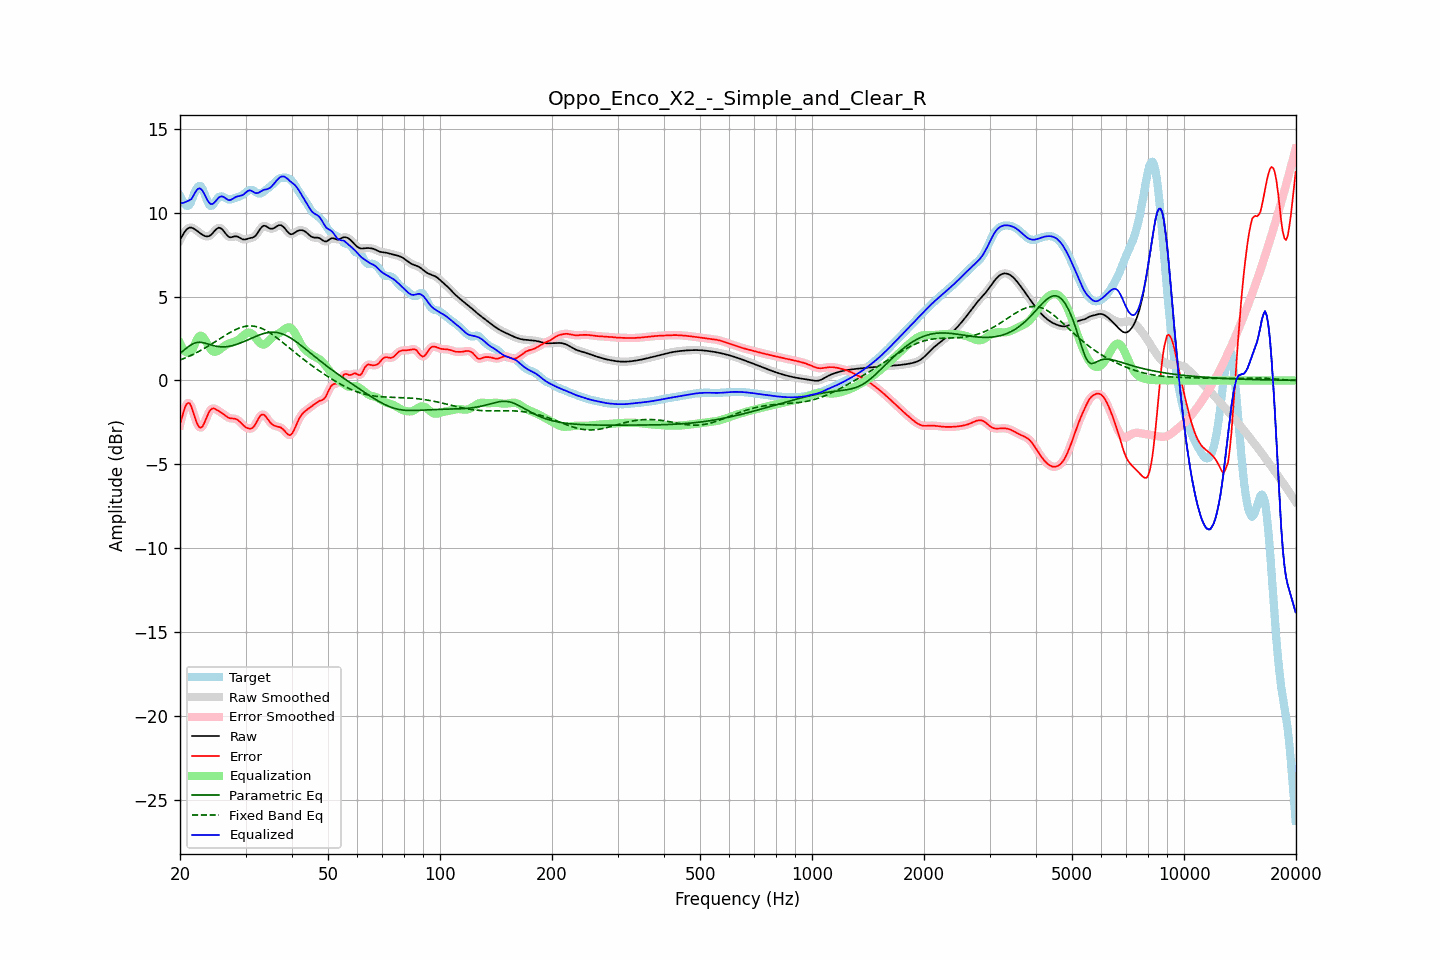 Oppo_Enco_X2_-_Simple_and_Clear_R
15
10
5
0
−5
−10
−15
−20
−25
Amplitude (dBr)
Target
Raw Smoothed
Error Smoothed
Raw
Error
Equalization
Parametric Eq
Fixed Band Eq
Equalized
20 50 100 200 500 1000 2000 5000 10000 20000
Frequency (Hz)